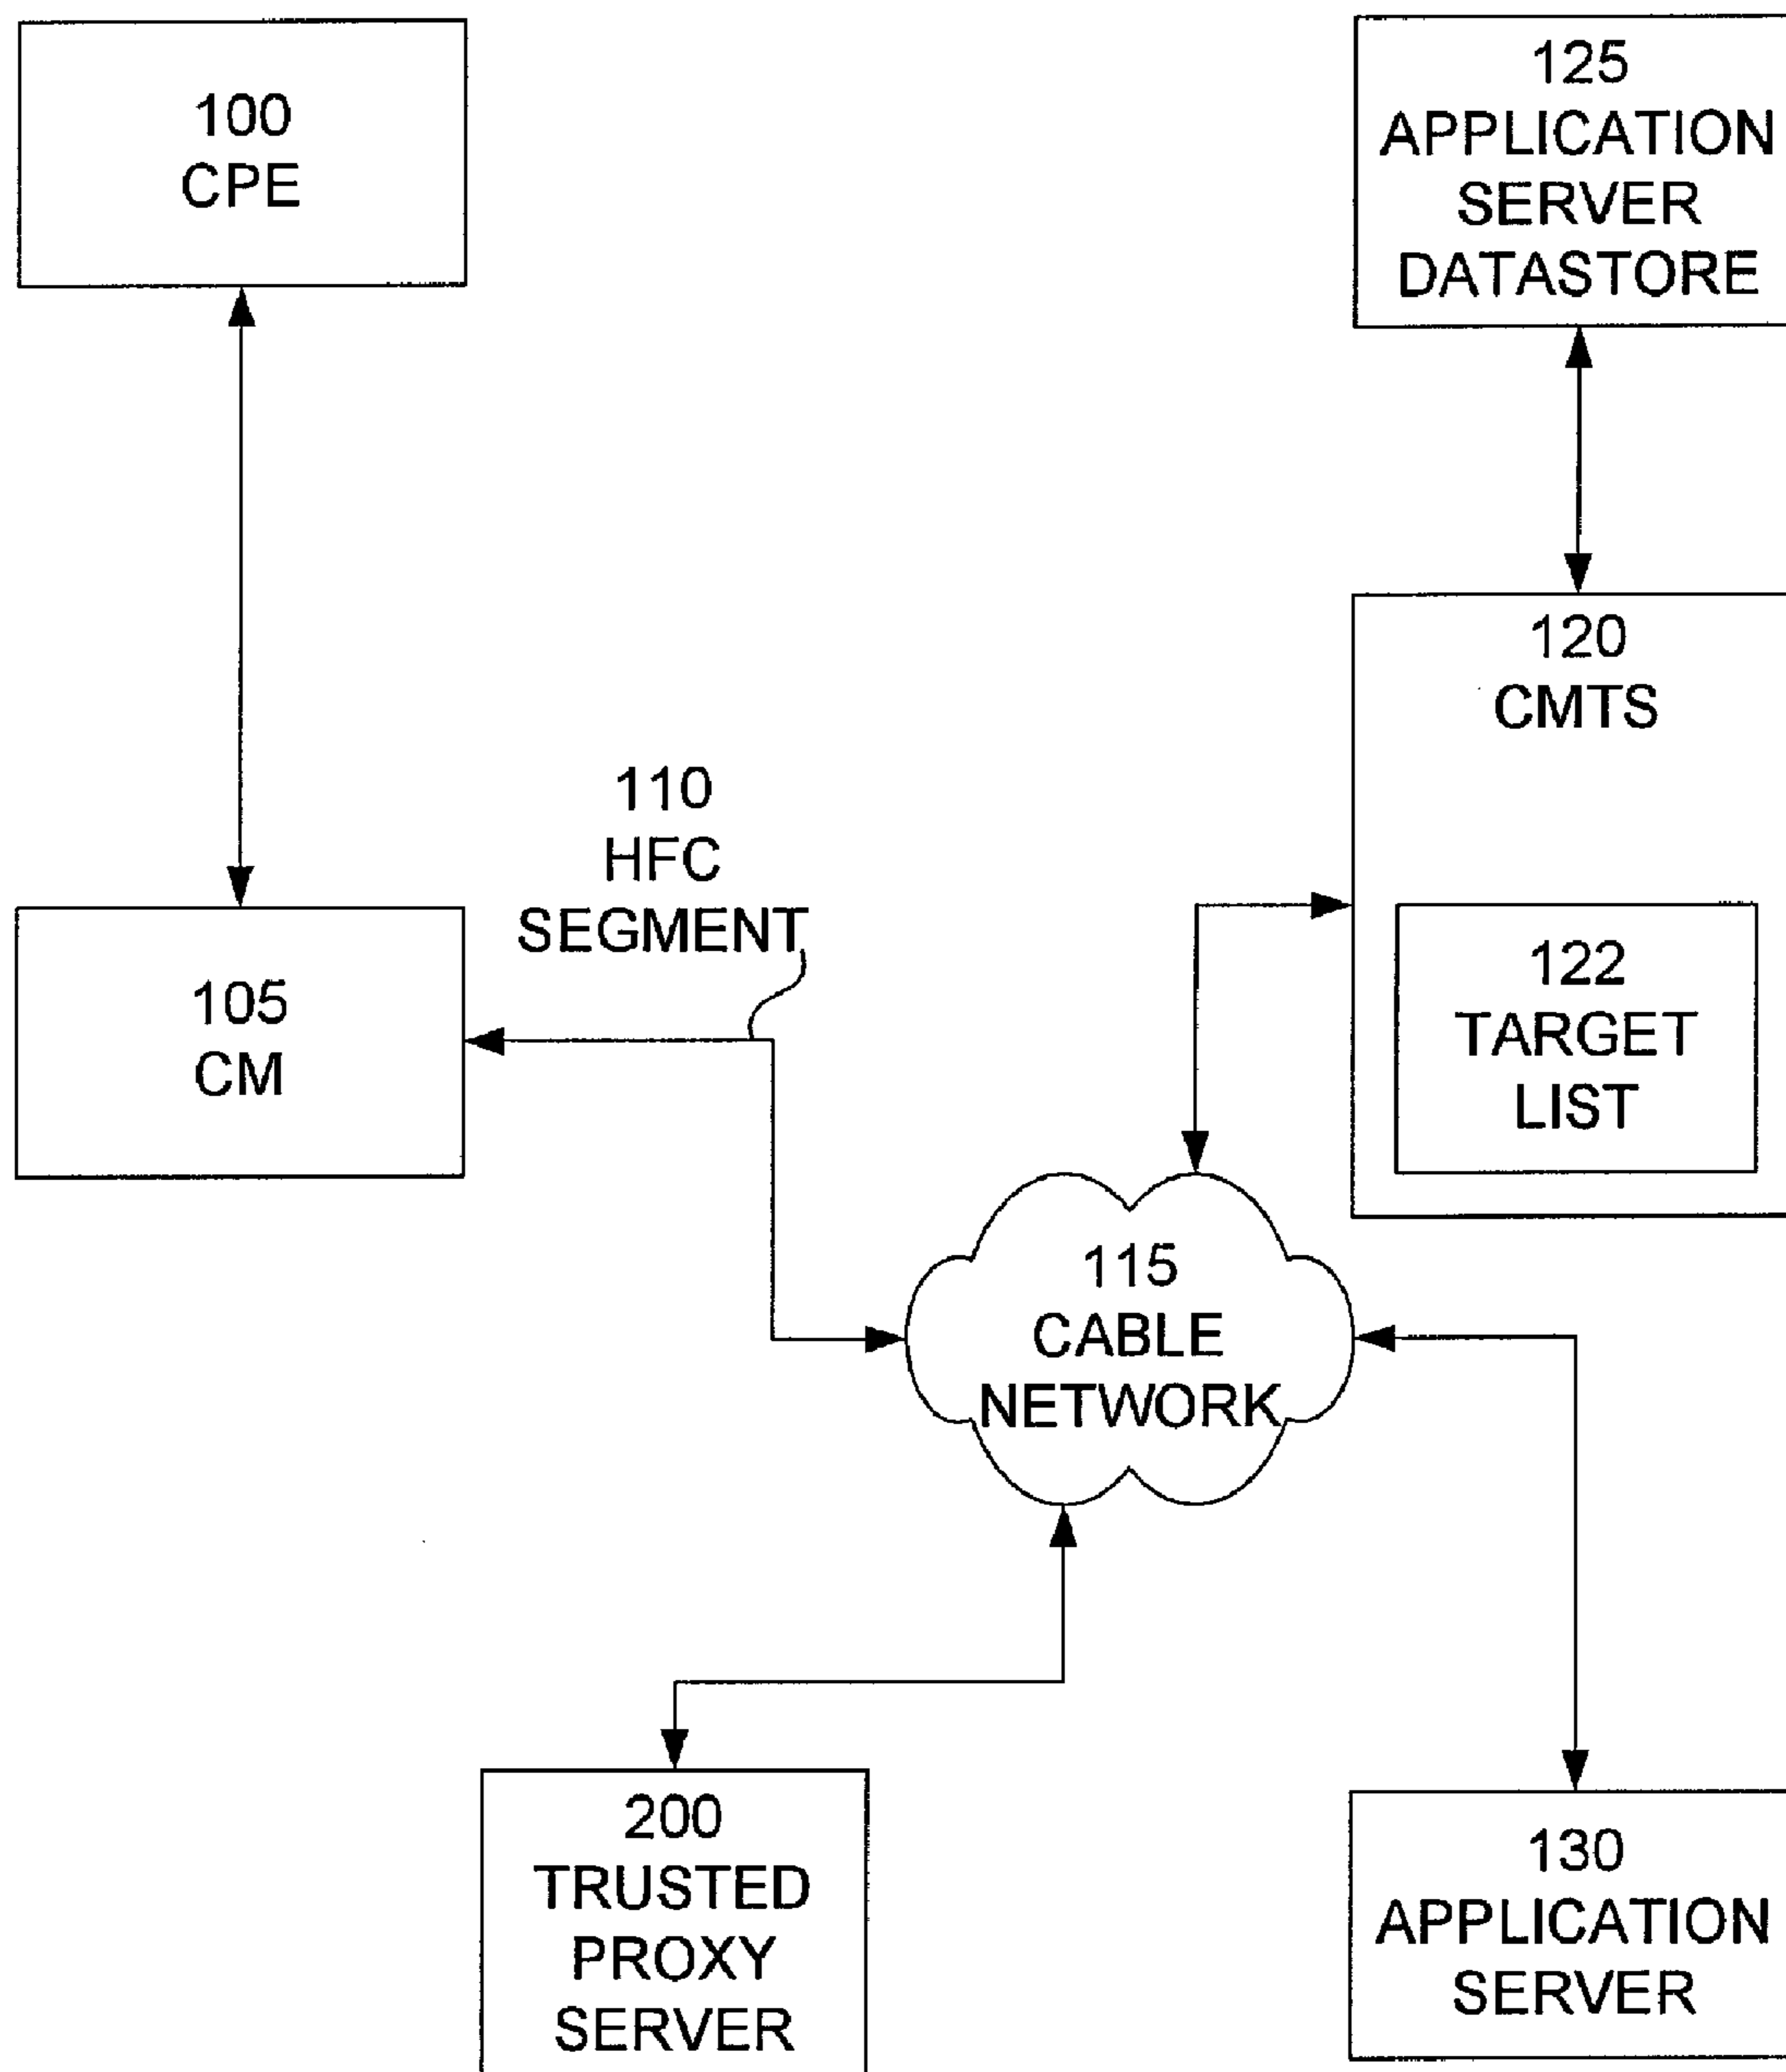 100
CPE
125
APPLICATION
SERVER
DATASTORE
120
CMTS
110
HFC
SEGMENT
122
TARGET
LIST
105
CM
115
CABLE
NETWORK
200
TRUSTED
PROXY
SERVER
130
APPLICATION
SERVER